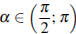 α ∈ (π/2; π)